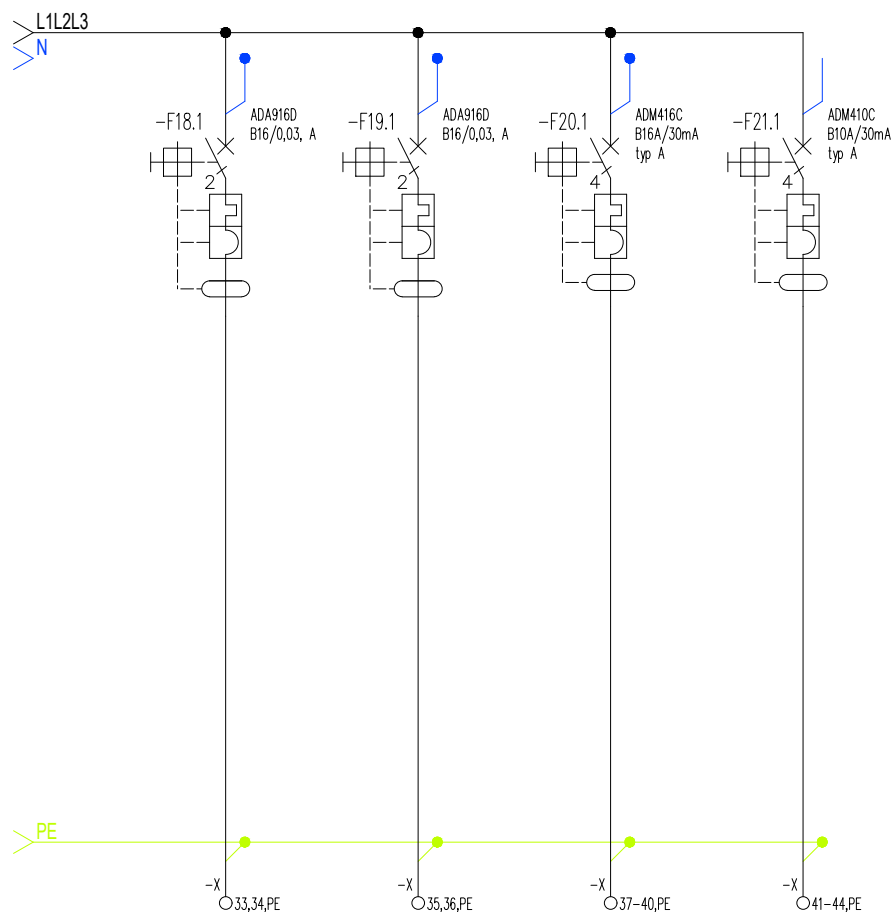 L1L2L3
N
-F18.1
ADA916D
B16/0,03, A
2
-F19.1
ADA916D
B16/0,03, A
2
-F20.1
ADM416C
B16A/30mA
typ A
4
-F21.1
ADM410C
B10A/30mA
typ A
4
PE
-X
33,34,PE
-X
35,36,PE
-X
37-40,PE
-X
41-44,PE